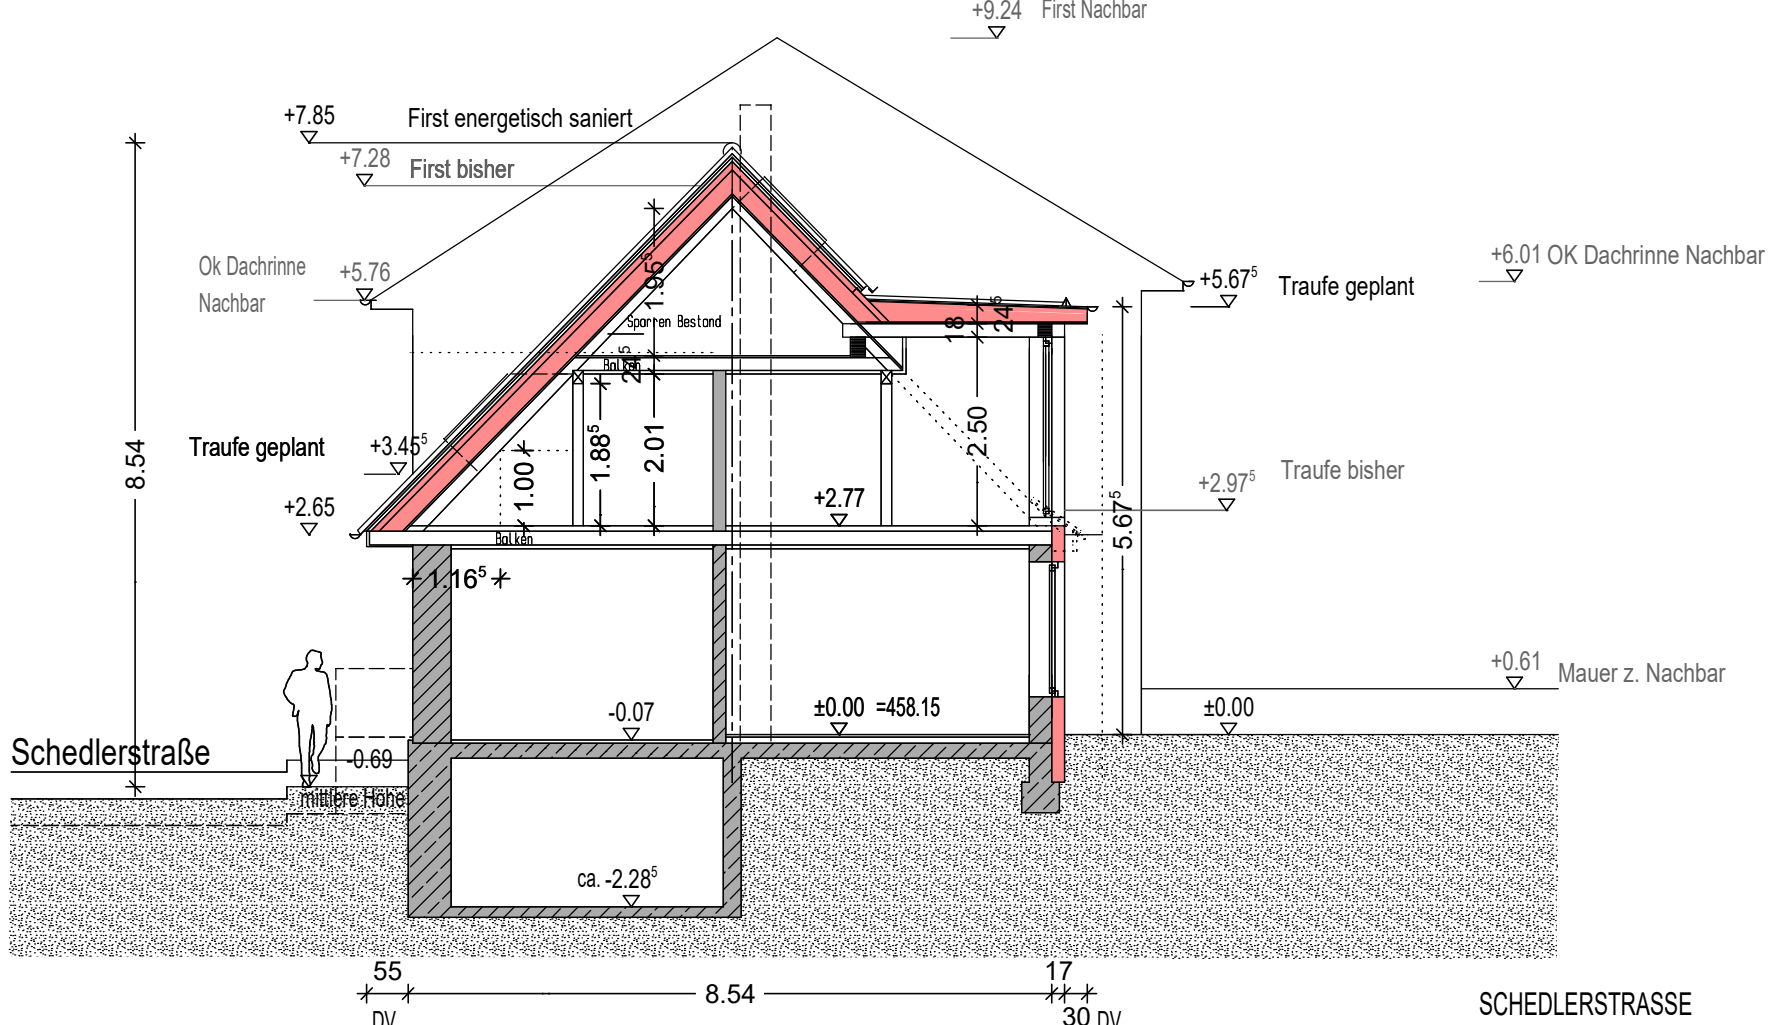 +9.24 First Nachbar
+7.85 First energetisch saniert
+7.28 First bisher
Ok Dachrinne
Nachbar
+5.76
+6.01 OK Dachrinne Nachbar
+5.67⁵ Traufe geplant
1.95⁵
Sparren Bestand
18
24⁵
Balken
21⁵
8.54
Traufe geplant +3.45⁵
1.00
1.88⁵
2.01
2.50
+2.97⁵ Traufe bisher
+2.65
+2.77
5.67⁵
Balken
1.16⁵
+0.61 Mauer z. Nachbar
-0.07
±0.00 =458.15
±0.00
Schedlerstraße
-0.69
mittlere Höhe
ca. -2.28⁵
55
8.54
17
DV
30 DV
SCHEDLERSTRASSE